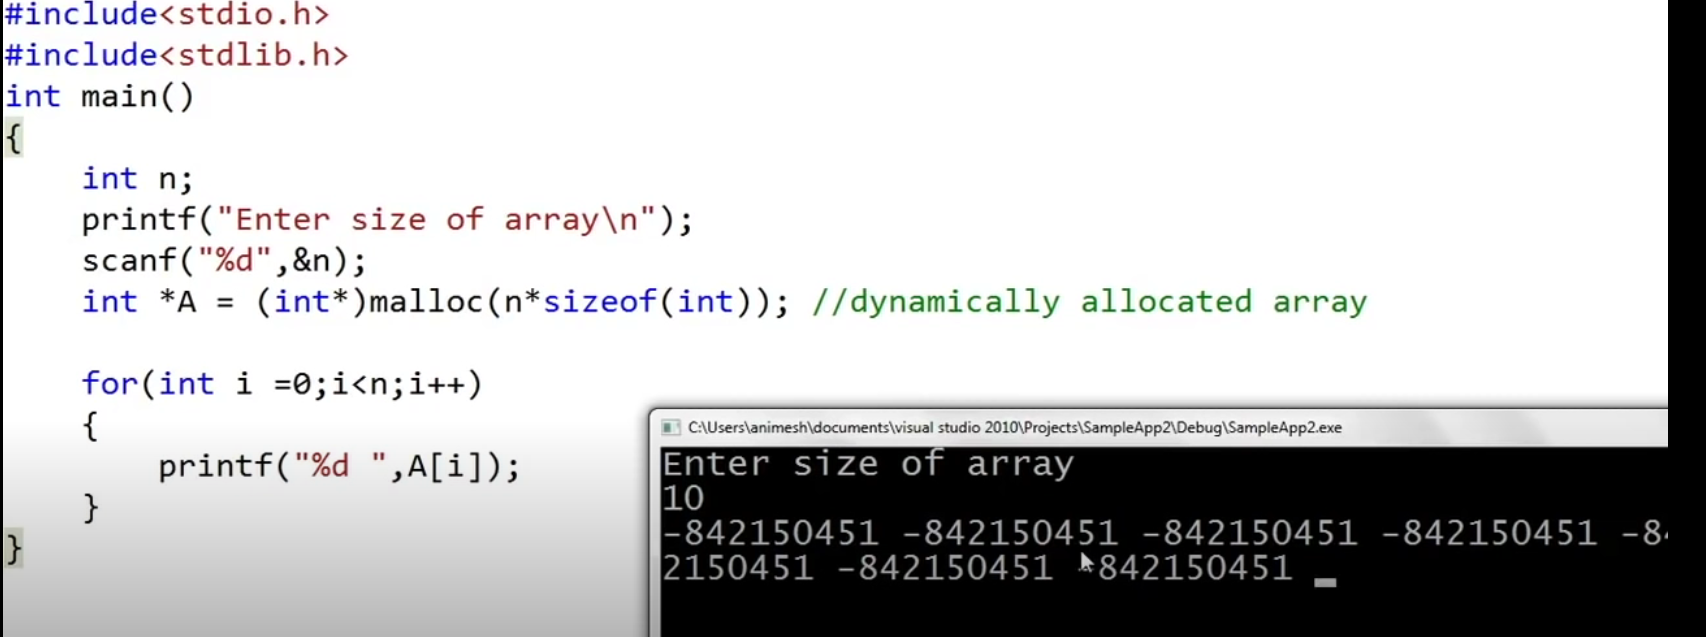 #include<stdio.h>
#include<stdlib.h>
int main()
{
int n;
printf("Enter size of array\n");
scanf("%d",&n);
int *A = (int*)malloc(n*sizeof(int)); //dynamically allocated array
for(int i =0;i<n;i++)
{
printf("%d ",A[i]);
}
}
C:\Users\animesh\documents\visual studio 2010\Projects\SampleApp2\Debug\SampleApp2.exe
Enter size of array
10
-842150451 -842150451 -842150451 -842150451 -8
2150451 -842150451 -842150451